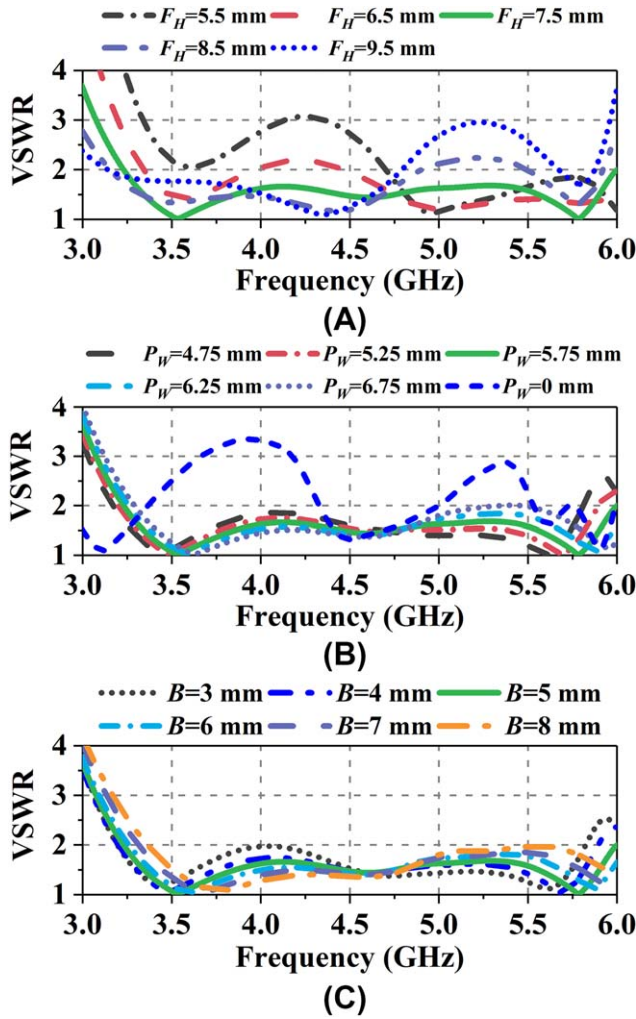 F_H=5.5 mm F_H=6.5 mm F_H=7.5 mm
F_H=8.5 mm F_H=9.5 mm
4
3
2
1
VSWR
3.0 3.5 4.0 4.5 5.0 5.5 6.0
Frequency (GHz)
(A)
P_W=4.75 mm P_W=5.25 mm P_W=5.75 mm
P_W=6.25 mm P_W=6.75 mm P_W=0 mm
4
3
2
1
VSWR
3.0 3.5 4.0 4.5 5.0 5.5 6.0
Frequency (GHz)
(B)
B=3 mm B=4 mm B=5 mm
B=6 mm B=7 mm B=8 mm
4
3
2
1
VSWR
3.0 3.5 4.0 4.5 5.0 5.5 6.0
Frequency (GHz)
(C)